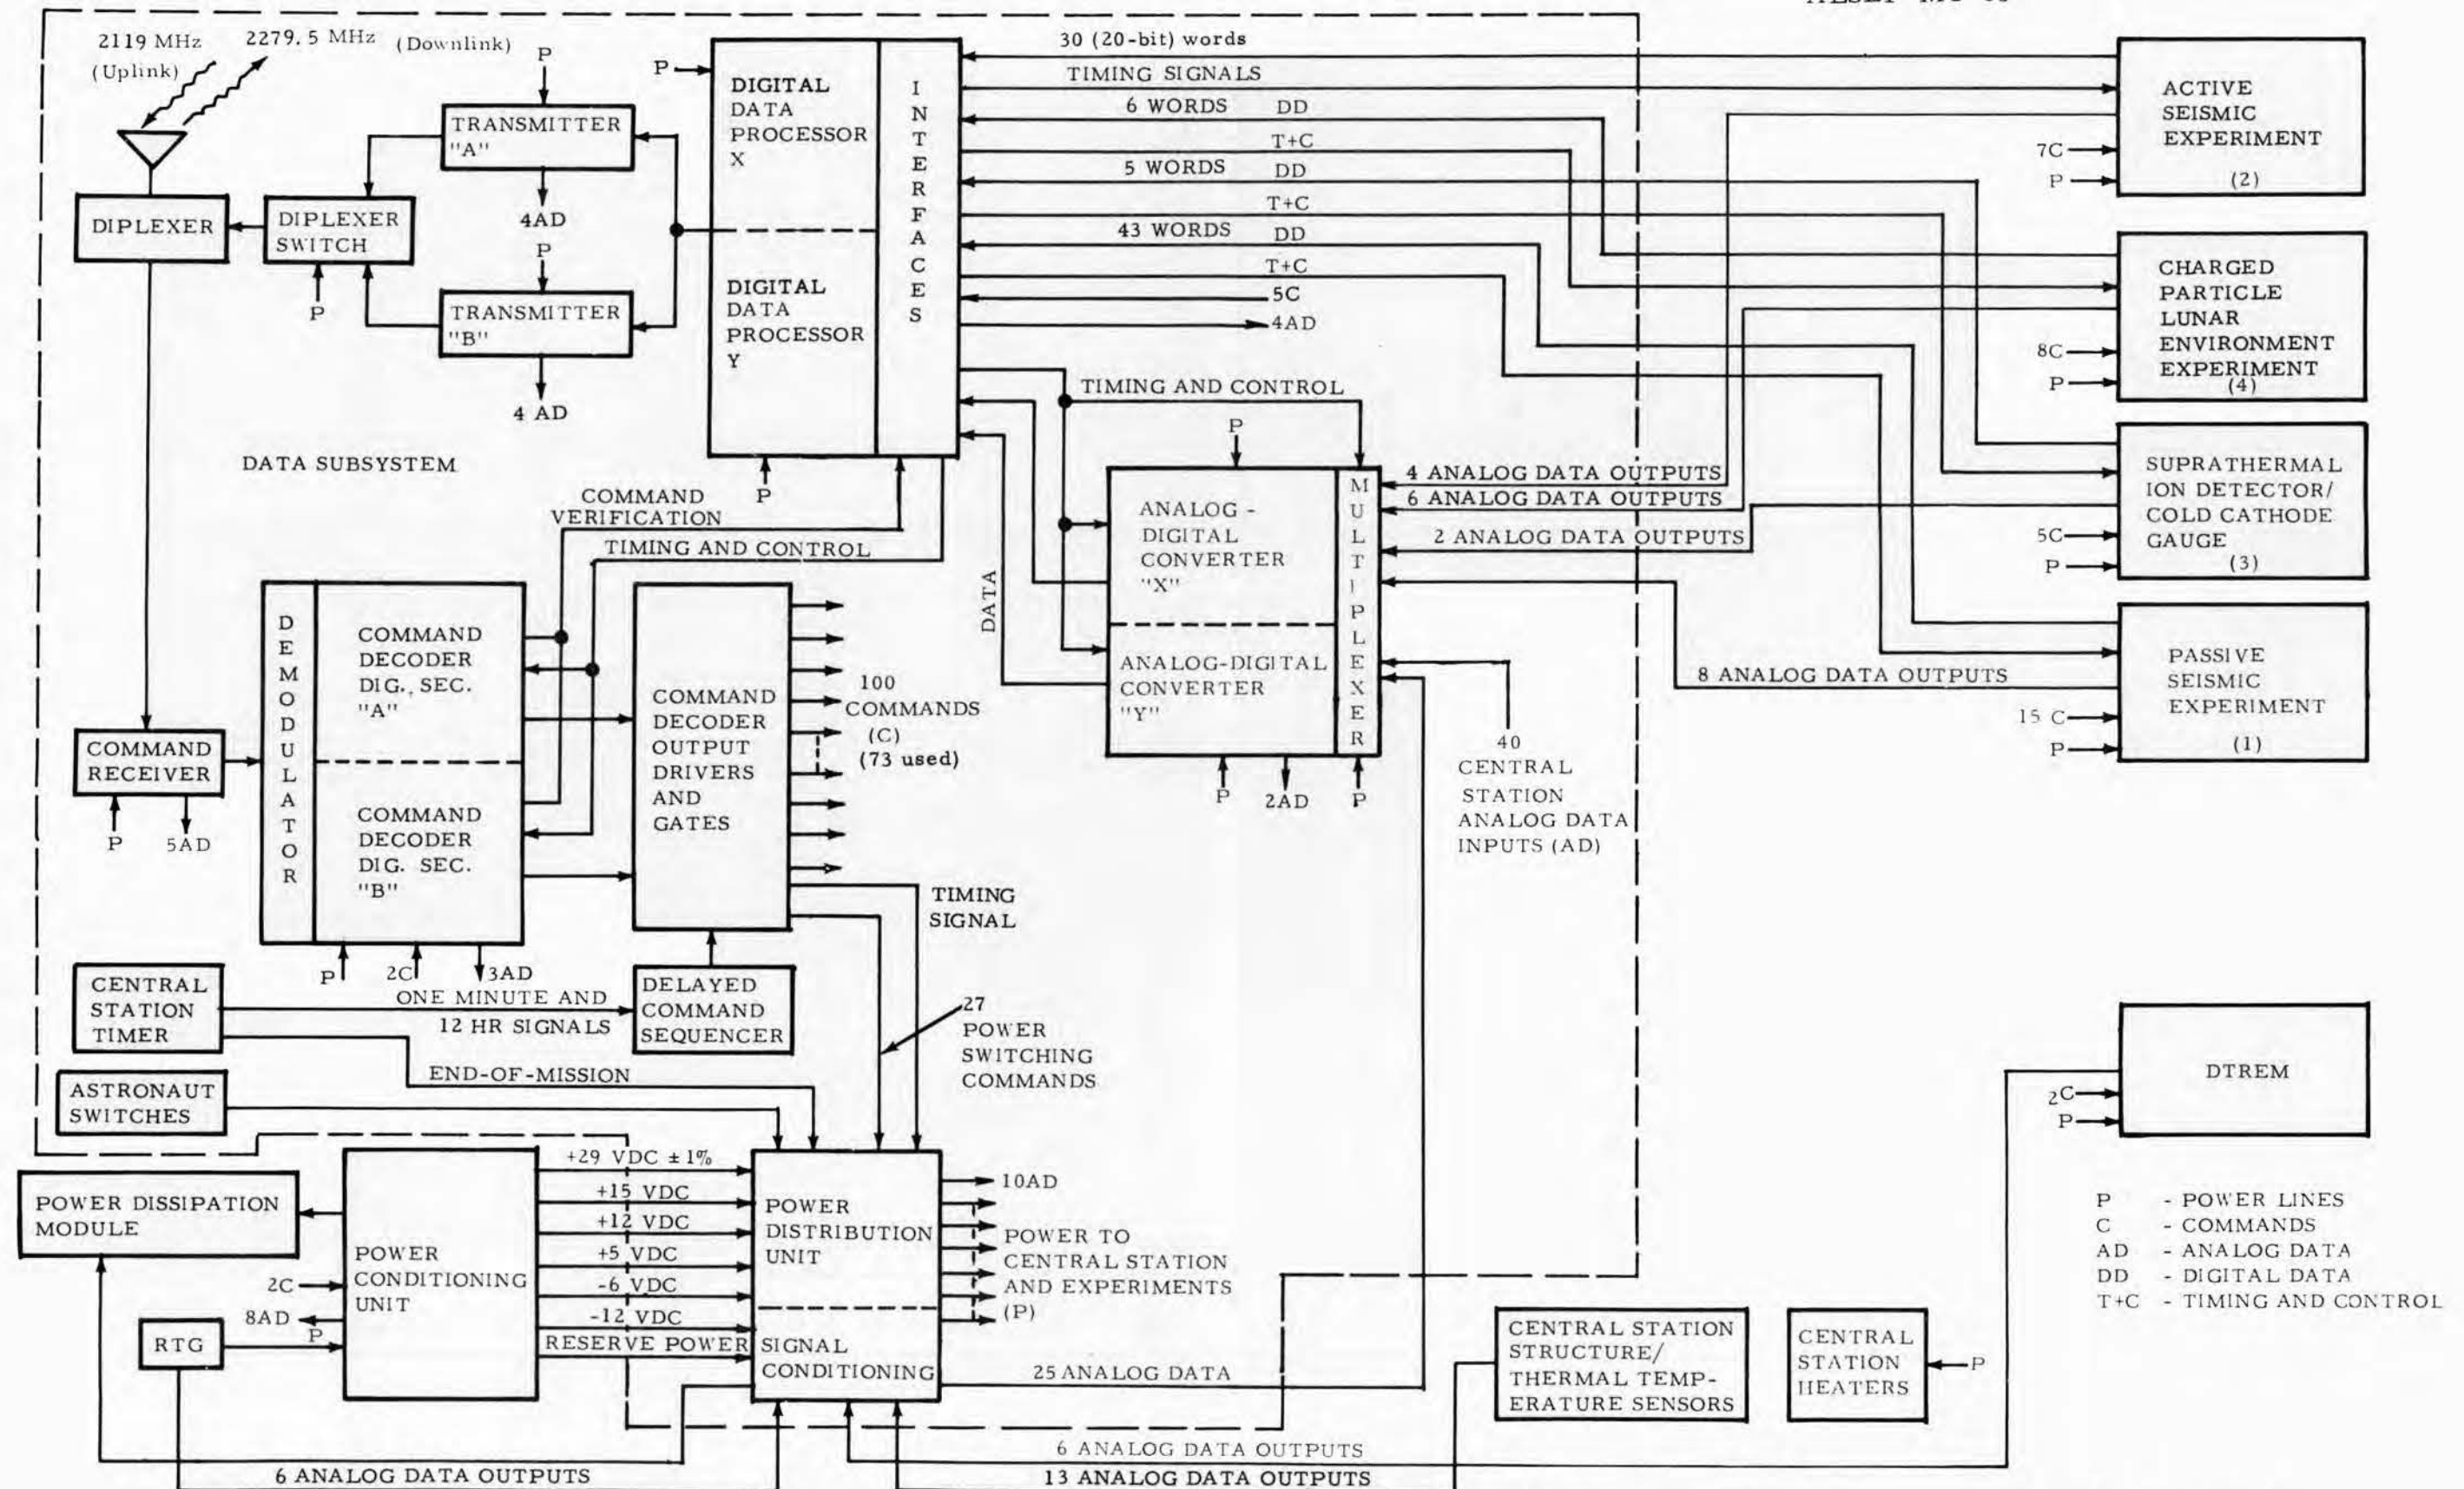 2119 MHz
(Uplink)
2279.5 MHz (Downlink)
P
TRANSMITTER
"A"
4AD
P
TRANSMITTER
"B"
4 AD
DIPLEXER
DIPLEXER
SWITCH
P
P
DIGITAL
DATA
PROCESSOR
X
DIGITAL
DATA
PROCESSOR
Y
INTERFACES
P
30 (20-bit) words
TIMING SIGNALS
6 WORDS DD
T+C
5 WORDS DD
T+C
43 WORDS DD
T+C
5C
4AD
TIMING AND CONTROL
ACTIVE
SEISMIC
EXPERIMENT
(2)
7C
P
CHARGED
PARTICLE
LUNAR
ENVIRONMENT
EXPERIMENT
(4)
8C
P
SUPRATHERMAL
ION DETECTOR/
COLD CATHODE
GAUGE
(3)
5C
P
PASSIVE
SEISMIC
EXPERIMENT
(1)
15 C
P
DATA SUBSYSTEM
COMMAND
VERIFICATION
TIMING AND CONTROL
P
ANALOG -
DIGITAL
CONVERTER
"X"
ANALOG-DIGITAL
CONVERTER
"Y"
MULTIPLEXER
DATA
4 ANALOG DATA OUTPUTS
6 ANALOG DATA OUTPUTS
2 ANALOG DATA OUTPUTS
8 ANALOG DATA OUTPUTS
P
2AD
P
40
CENTRAL
STATION
ANALOG DATA
INPUTS (AD)
COMMAND
RECEIVER
P
5AD
DEMODULATOR
COMMAND
DECODER
DIG. SEC.
"A"
COMMAND
DECODER
DIG. SEC.
"B"
P
2C
3AD
COMMAND
DECODER
OUTPUT
DRIVERS
AND
GATES
100
COMMANDS
(C)
(73 used)
TIMING
SIGNAL
CENTRAL
STATION
TIMER
ONE MINUTE AND
12 HR SIGNALS
DELAYED
COMMAND
SEQUENCER
27
POWER
SWITCHING
COMMANDS
END-OF-MISSION
ASTRONAUT
SWITCHES
DTREM
2C
P
POWER DISSIPATION
MODULE
POWER
CONDITIONING
UNIT
2C
8AD
P
RTG
+29 VDC ± 1%
+15 VDC
+12 VDC
+5 VDC
-6 VDC
-12 VDC
RESERVE POWER
POWER
DISTRIBUTION
UNIT
SIGNAL
CONDITIONING
10AD
POWER TO
CENTRAL STATION
AND EXPERIMENTS
(P)
25 ANALOG DATA
CENTRAL STATION
STRUCTURE/
THERMAL TEMP-
ERATURE SENSORS
CENTRAL
STATION
HEATERS
P
P - POWER LINES
C - COMMANDS
AD - ANALOG DATA
DD - DIGITAL DATA
T+C - TIMING AND CONTROL
6 ANALOG DATA OUTPUTS
6 ANALOG DATA OUTPUTS
13 ANALOG DATA OUTPUTS